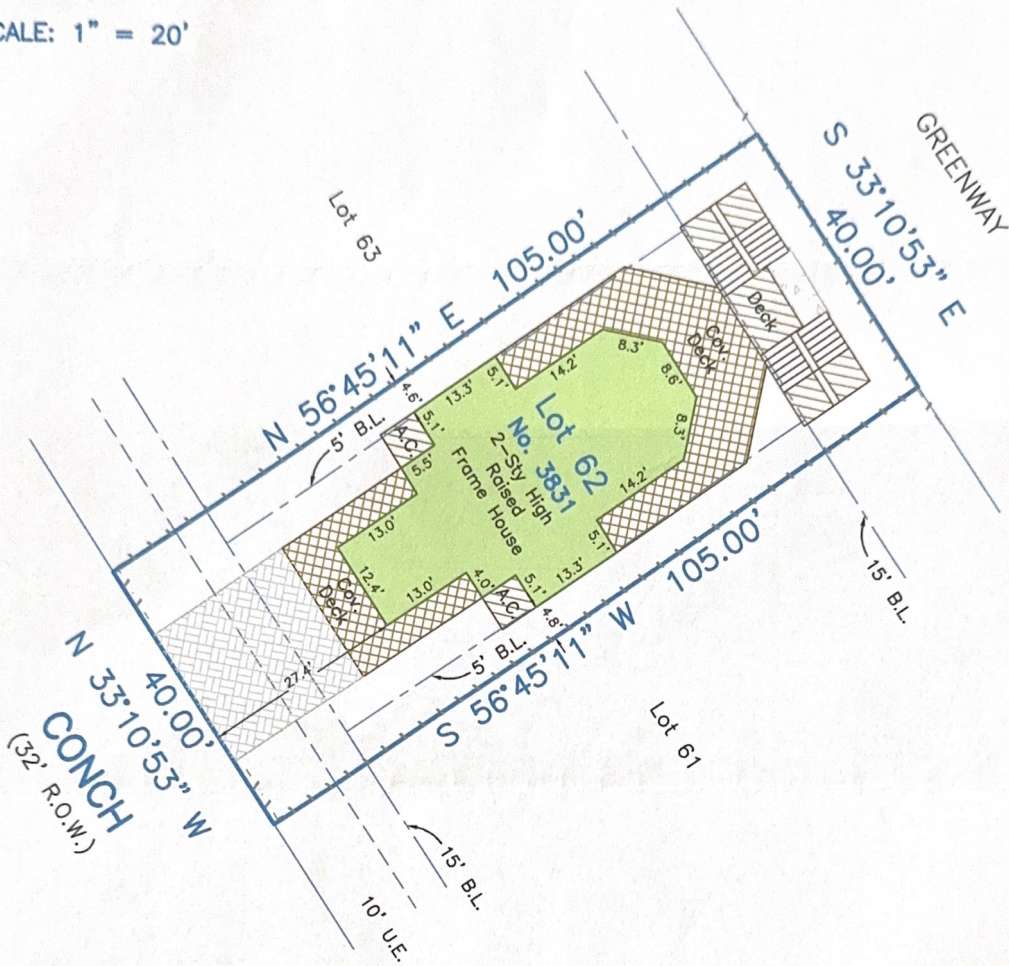 CALE: 1" = 20'
GREENWAY
S 33°10'53" E
40.00'
Lot 63
N 56°45'11" E 105.00'
5' B.L.
4.6'
5.1'
A.C.
5.5'
13.3'
5.1'
14.2'
8.3'
8.6'
8.3'
14.2'
5.1'
13.3'
5.1'
4.8'
A.C.
4.0'
13.0'
12.4'
13.0'
Cov.
Deck
Deck
Lot 62
No. 3831
2-Sty High
Raised
Frame House
Cov.
Deck
27.4'
5' B.L.
S 56°45'11" W 105.00'
15' B.L.
Lot 61
40.00'
N 33°10'53" W
CONCH
(32' R.O.W.)
15' B.L.
10' U.E.